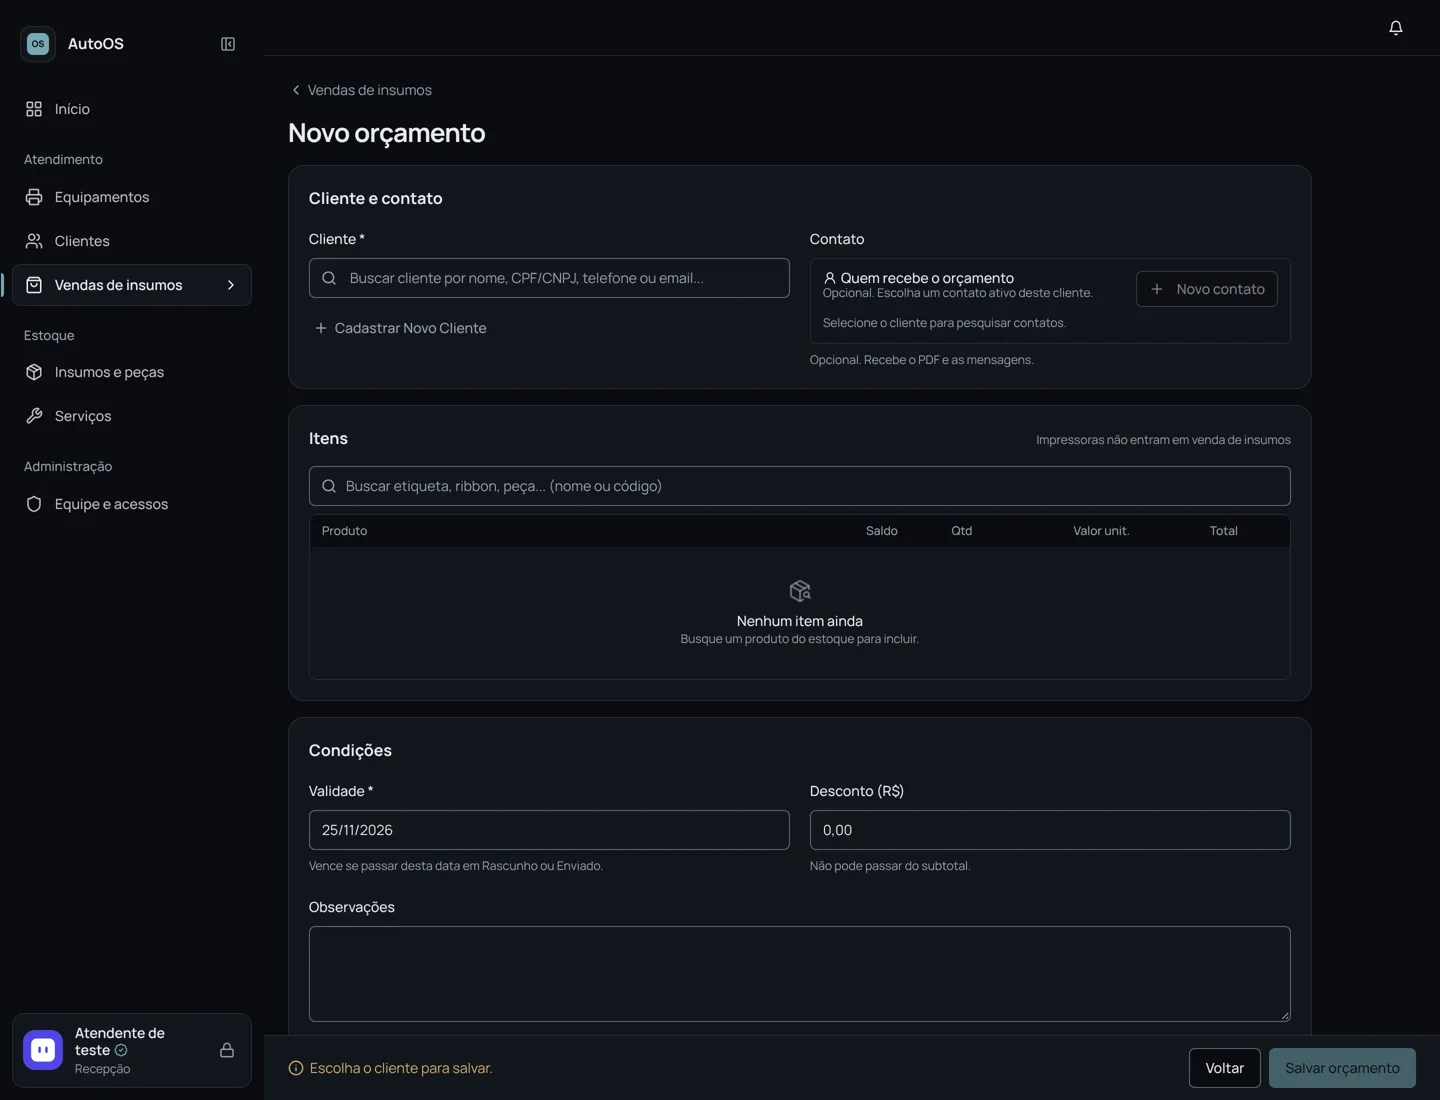 OS
AutoOS
Início
Atendimento
Equipamentos
Clientes
Vendas de insumos
Estoque
Insumos e peças
Serviços
Administração
Equipe e acessos
Atendente de
teste
Recepção
Vendas de insumos
Novo orçamento
Cliente e contato
Cliente *
Buscar cliente por nome, CPF/CNPJ, telefone ou email...
Cadastrar Novo Cliente
Contato
Quem recebe o orçamento
Opcional. Escolha um contato ativo deste cliente.
Novo contato
Selecione o cliente para pesquisar contatos.
Opcional. Recebe o PDF e as mensagens.
Itens
Impressoras não entram em venda de insumos
Buscar etiqueta, ribbon, peça... (nome ou código)
Produto Saldo Qtd Valor unit. Total
Nenhum item ainda
Busque um produto do estoque para incluir.
Condições
Validade *
25/11/2026
Vence se passar desta data em Rascunho ou Enviado.
Desconto (R$)
0,00
Não pode passar do subtotal.
Observações
Escolha o cliente para salvar.
Voltar
Salvar orçamento